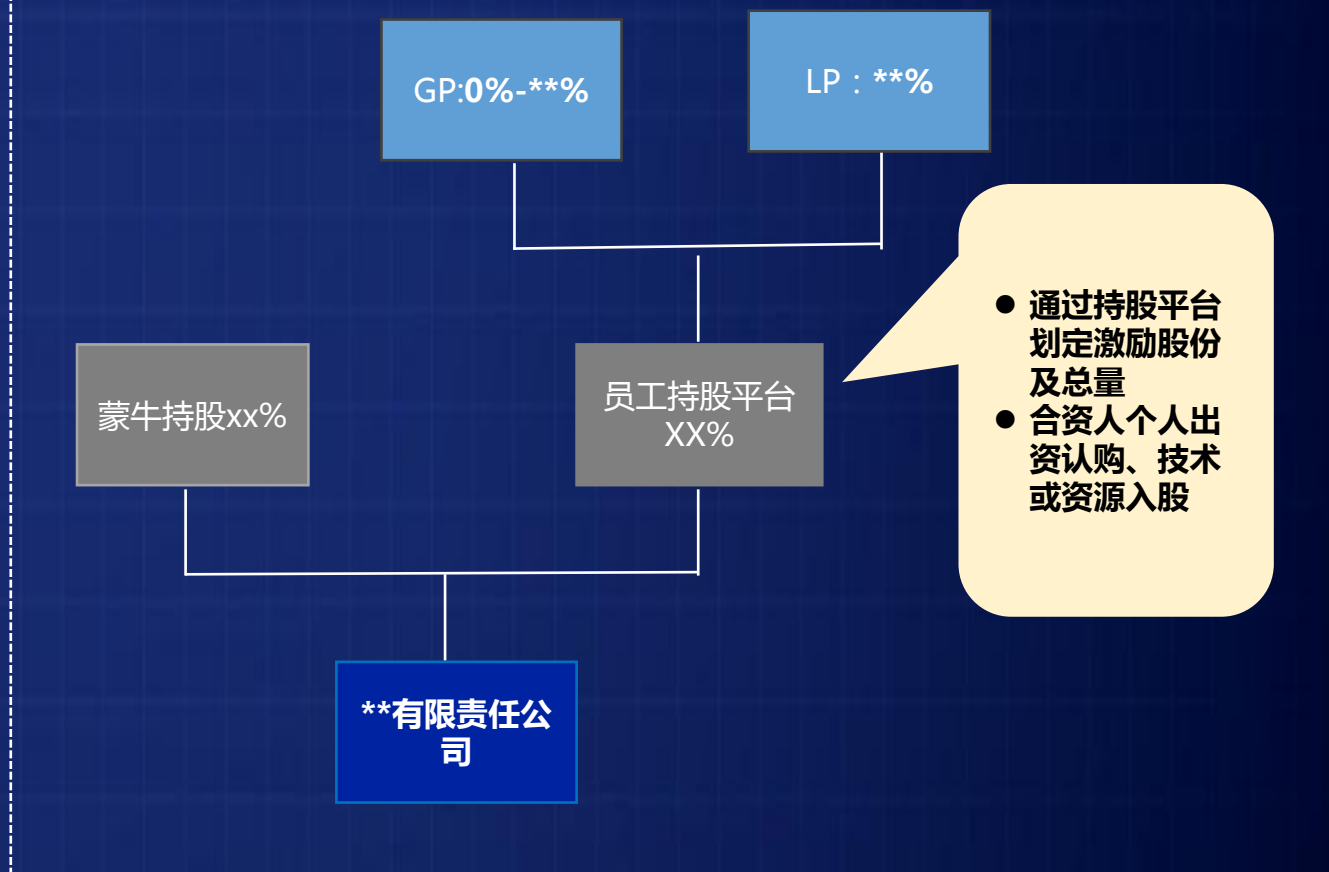 GP:0%-**%
LP：**%
蒙牛持股xx%
员工持股平台
XX%
● 通过持股平台
划定激励股份
及总量
● 合资人个人出
资认购、技术
或资源入股
**有限责任公
司